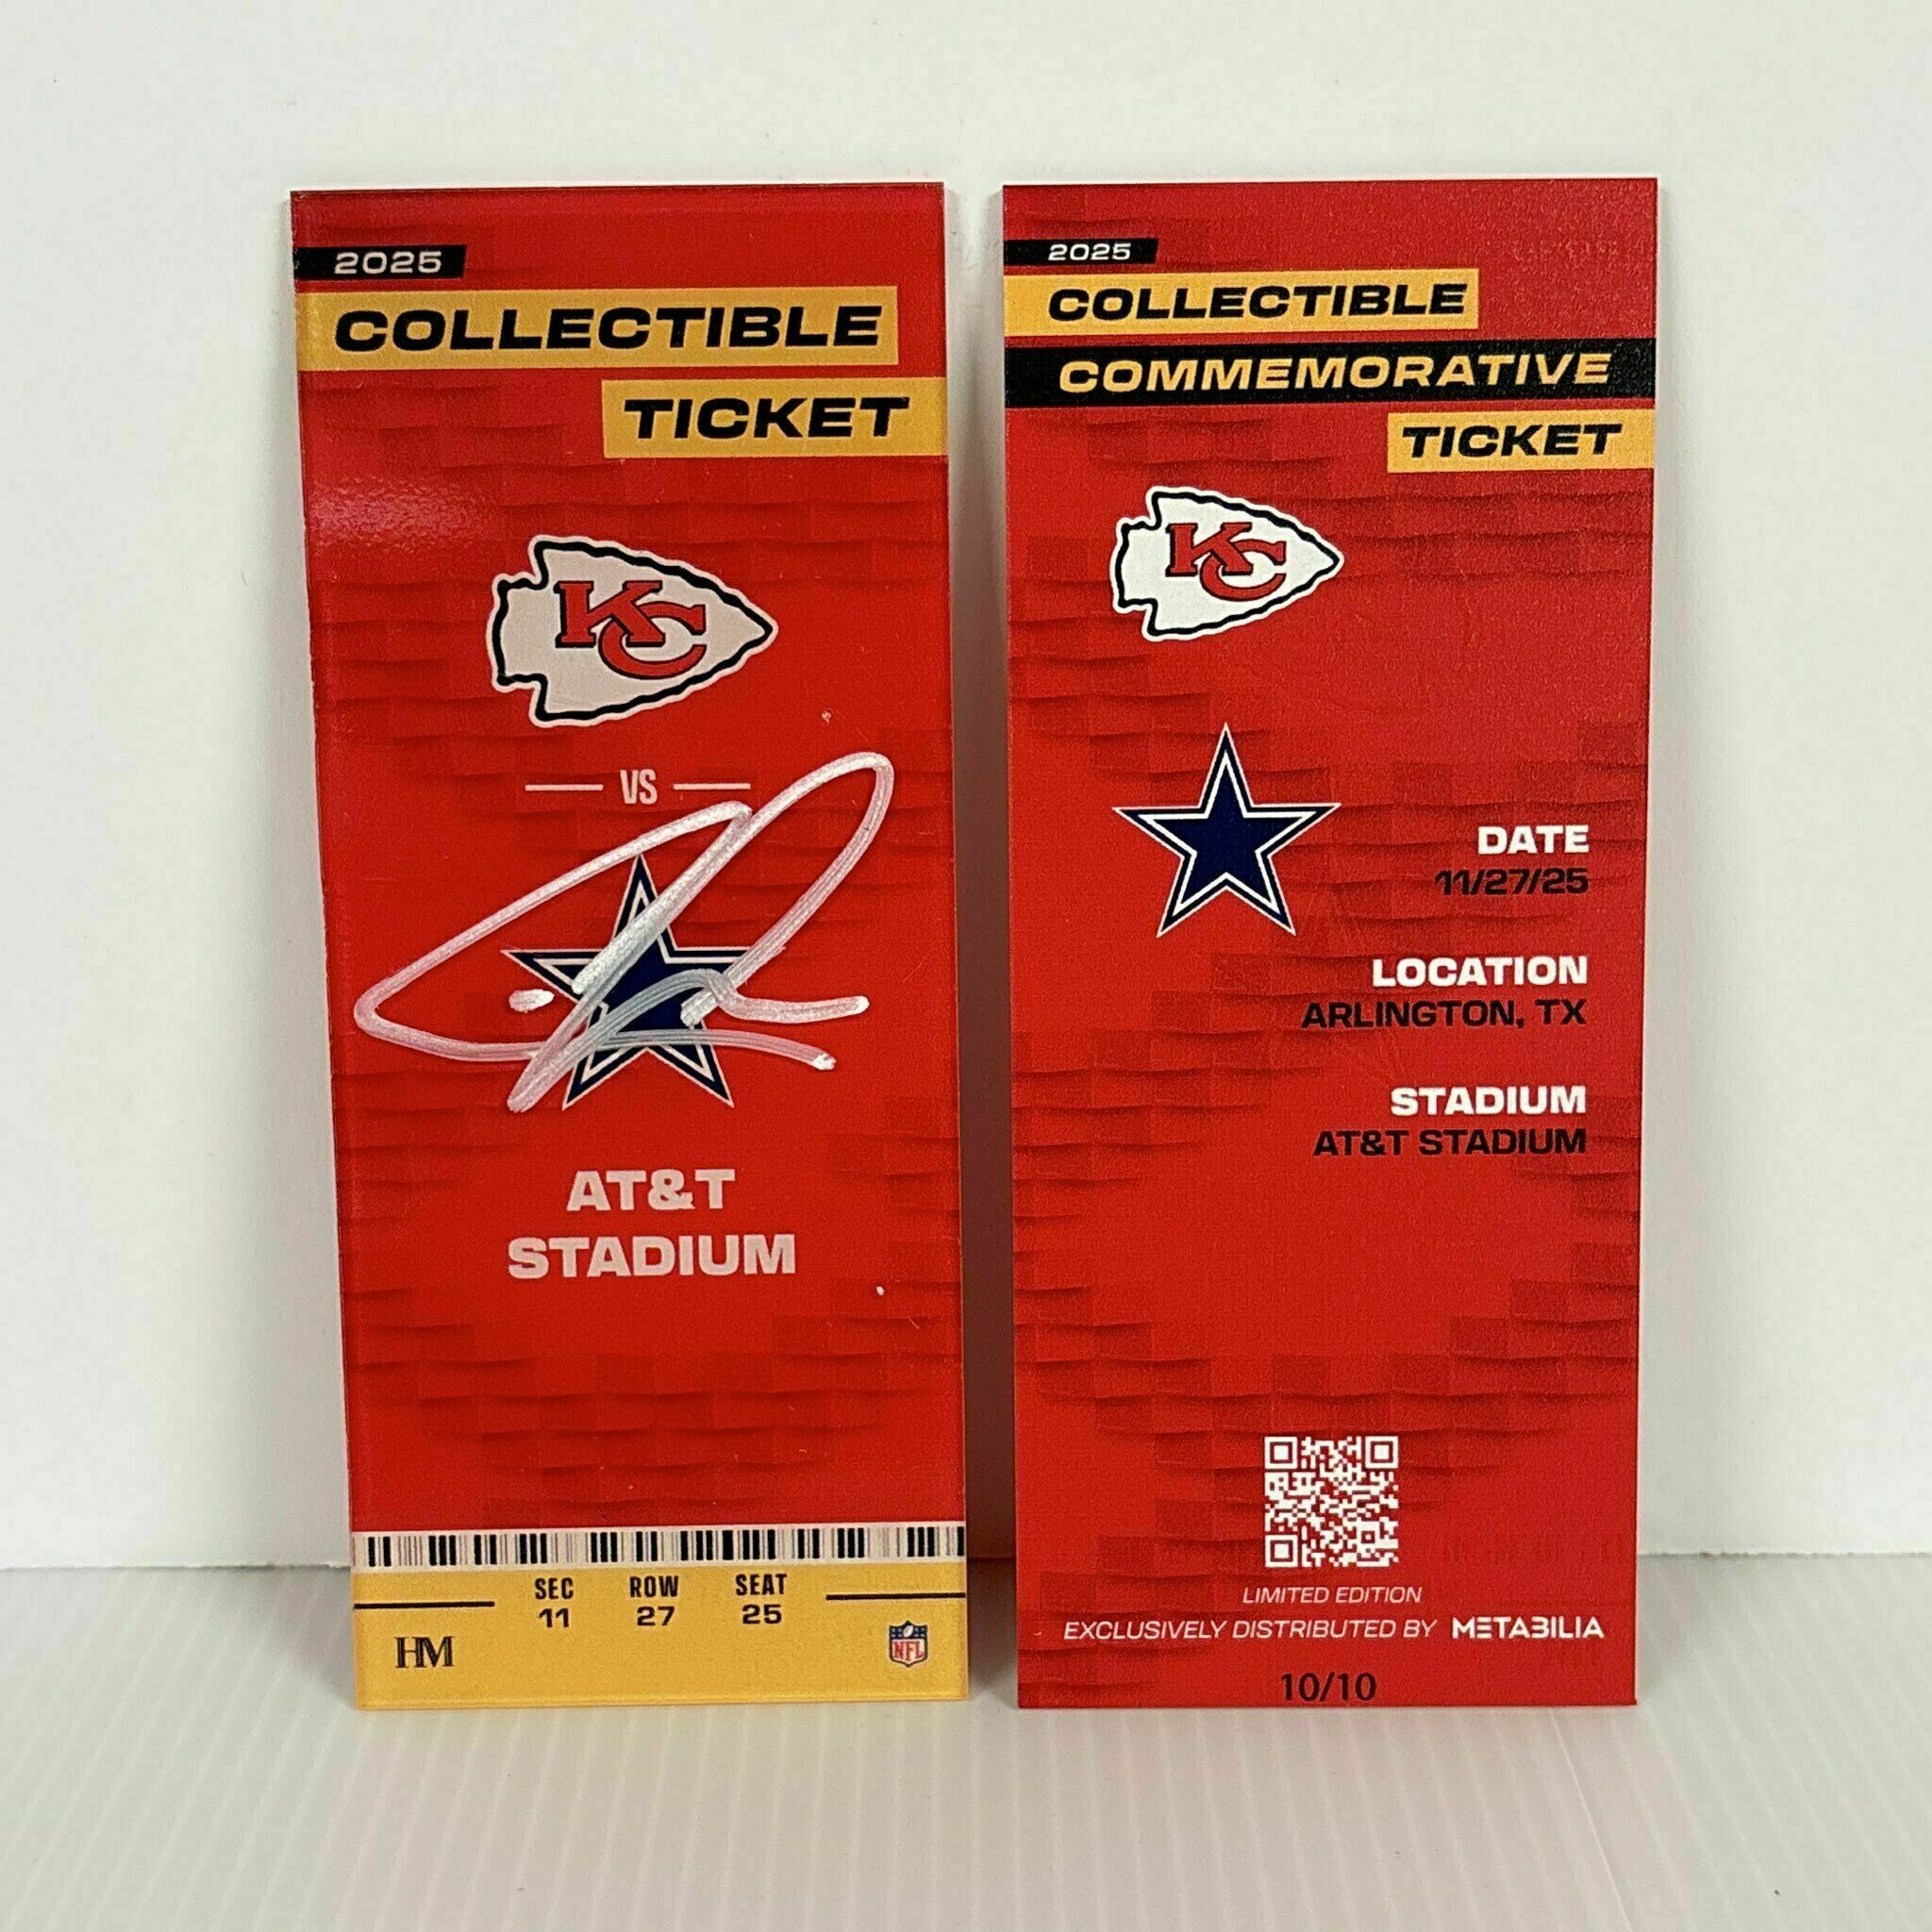 2025
COLLECTIBLE
TICKET
KC
VS
AT&T
STADIUM
SEC ROW SEAT
11 27 25
HM
NFL
2025
COLLECTIBLE
COMMEMORATIVE
TICKET
KC
DATE
11/27/25
LOCATION
ARLINGTON, TX
STADIUM
AT&T STADIUM
LIMITED EDITION
EXCLUSIVELY DISTRIBUTED BY METABILIA
10/10